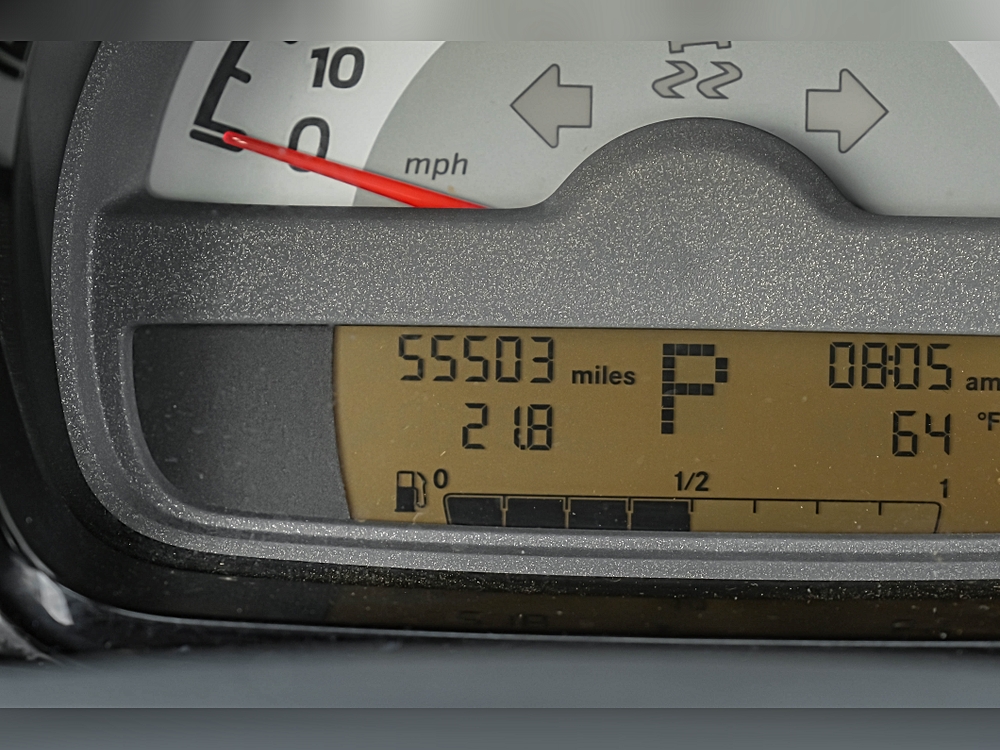 10
0
mph
55503 miles P 08:05 am
21.8 64 °F
0 1/2 1